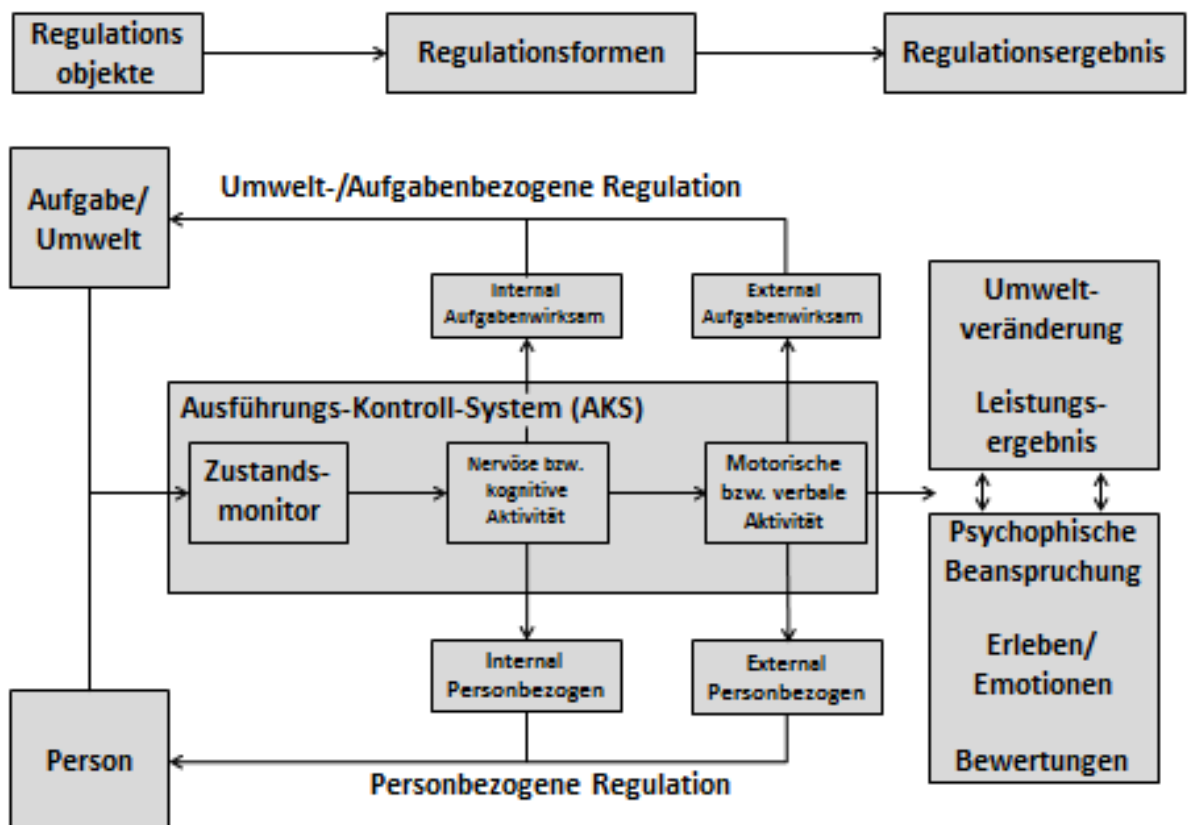 Regulations
objekte
Regulationsformen
Regulationsergebnis
Aufgabe/
Umwelt
Umwelt-/Aufgabenbezogene Regulation
Internal
Aufgabenwirksam
External
Aufgabenwirksam
Umwelt-
veränderung
Leistungs-
ergebnis
Ausführungs-Kontroll-System (AKS)
Zustands-
monitor
Nervöse bzw.
kognitive
Aktivität
Motorische
bzw. verbale
Aktivität
Psychophische
Beanspruchung
Erleben/
Emotionen
Bewertungen
Internal
Personbezogen
External
Personbezogen
Person
Personbezogene Regulation